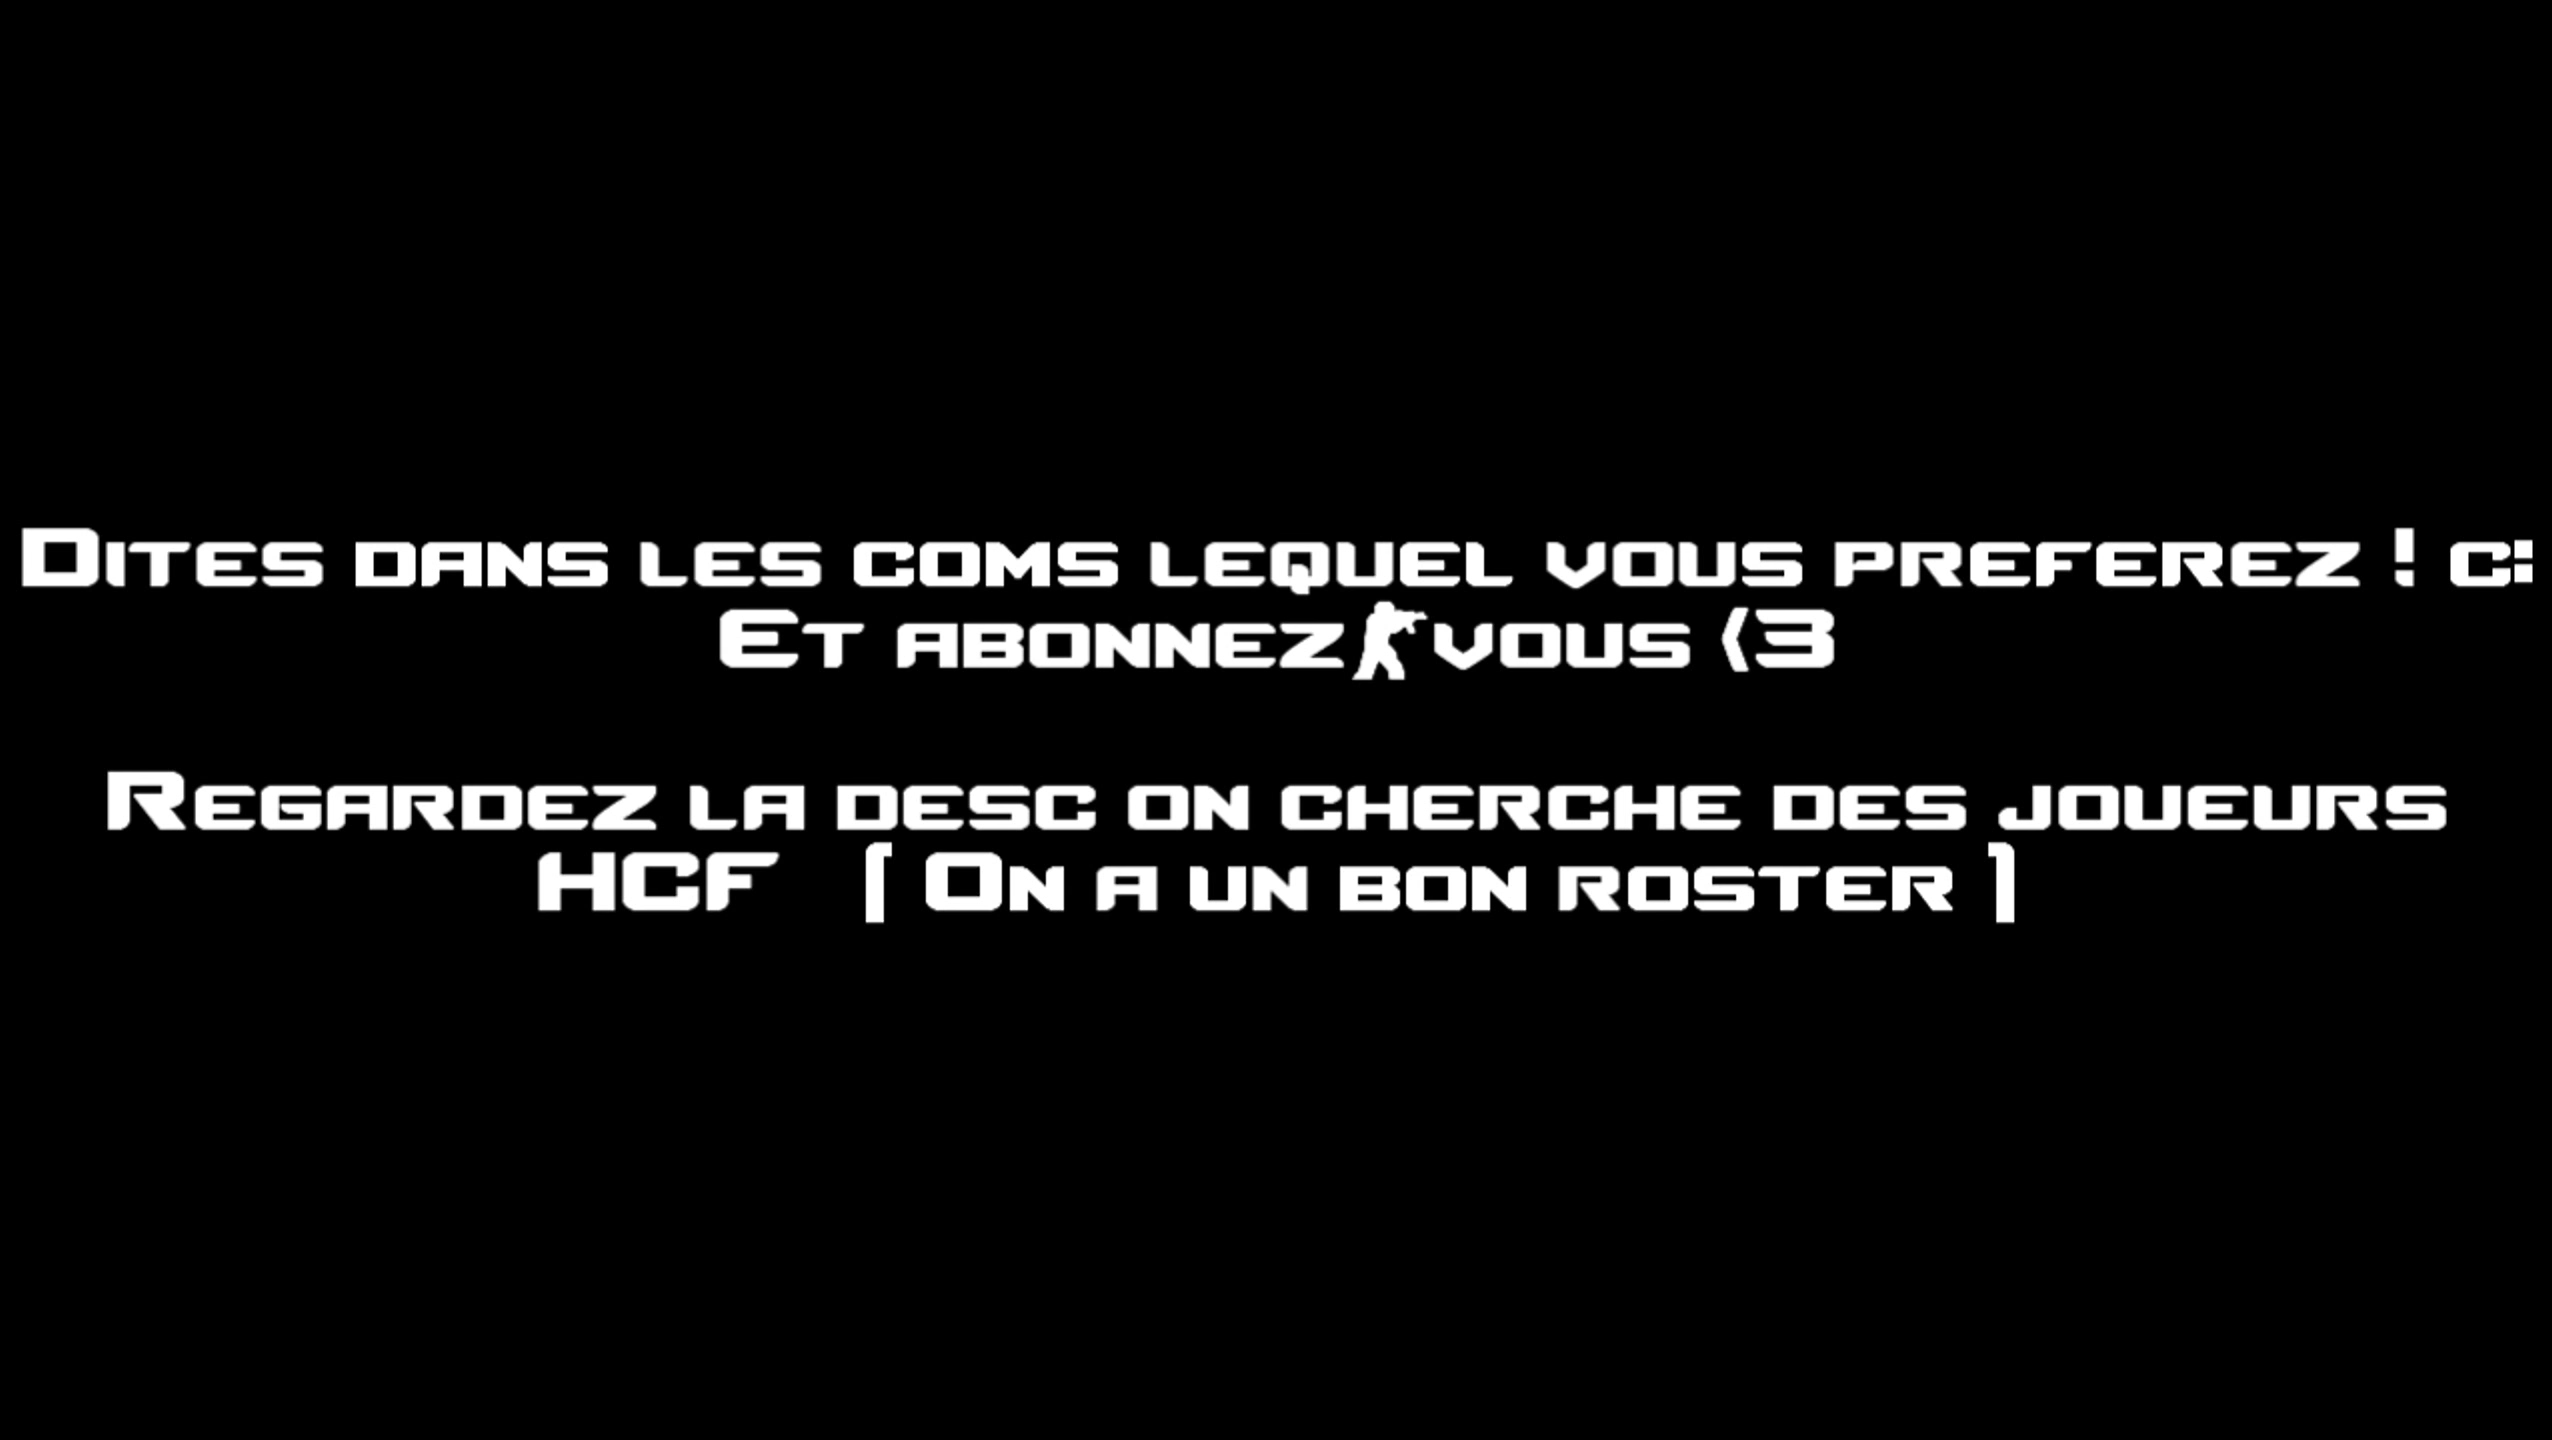 Dites dans les coms lequel vous preferez ! c:
Et abonnez-vous <3
Regardez la desc on cherche des joueurs
HCF ( On a un bon roster )